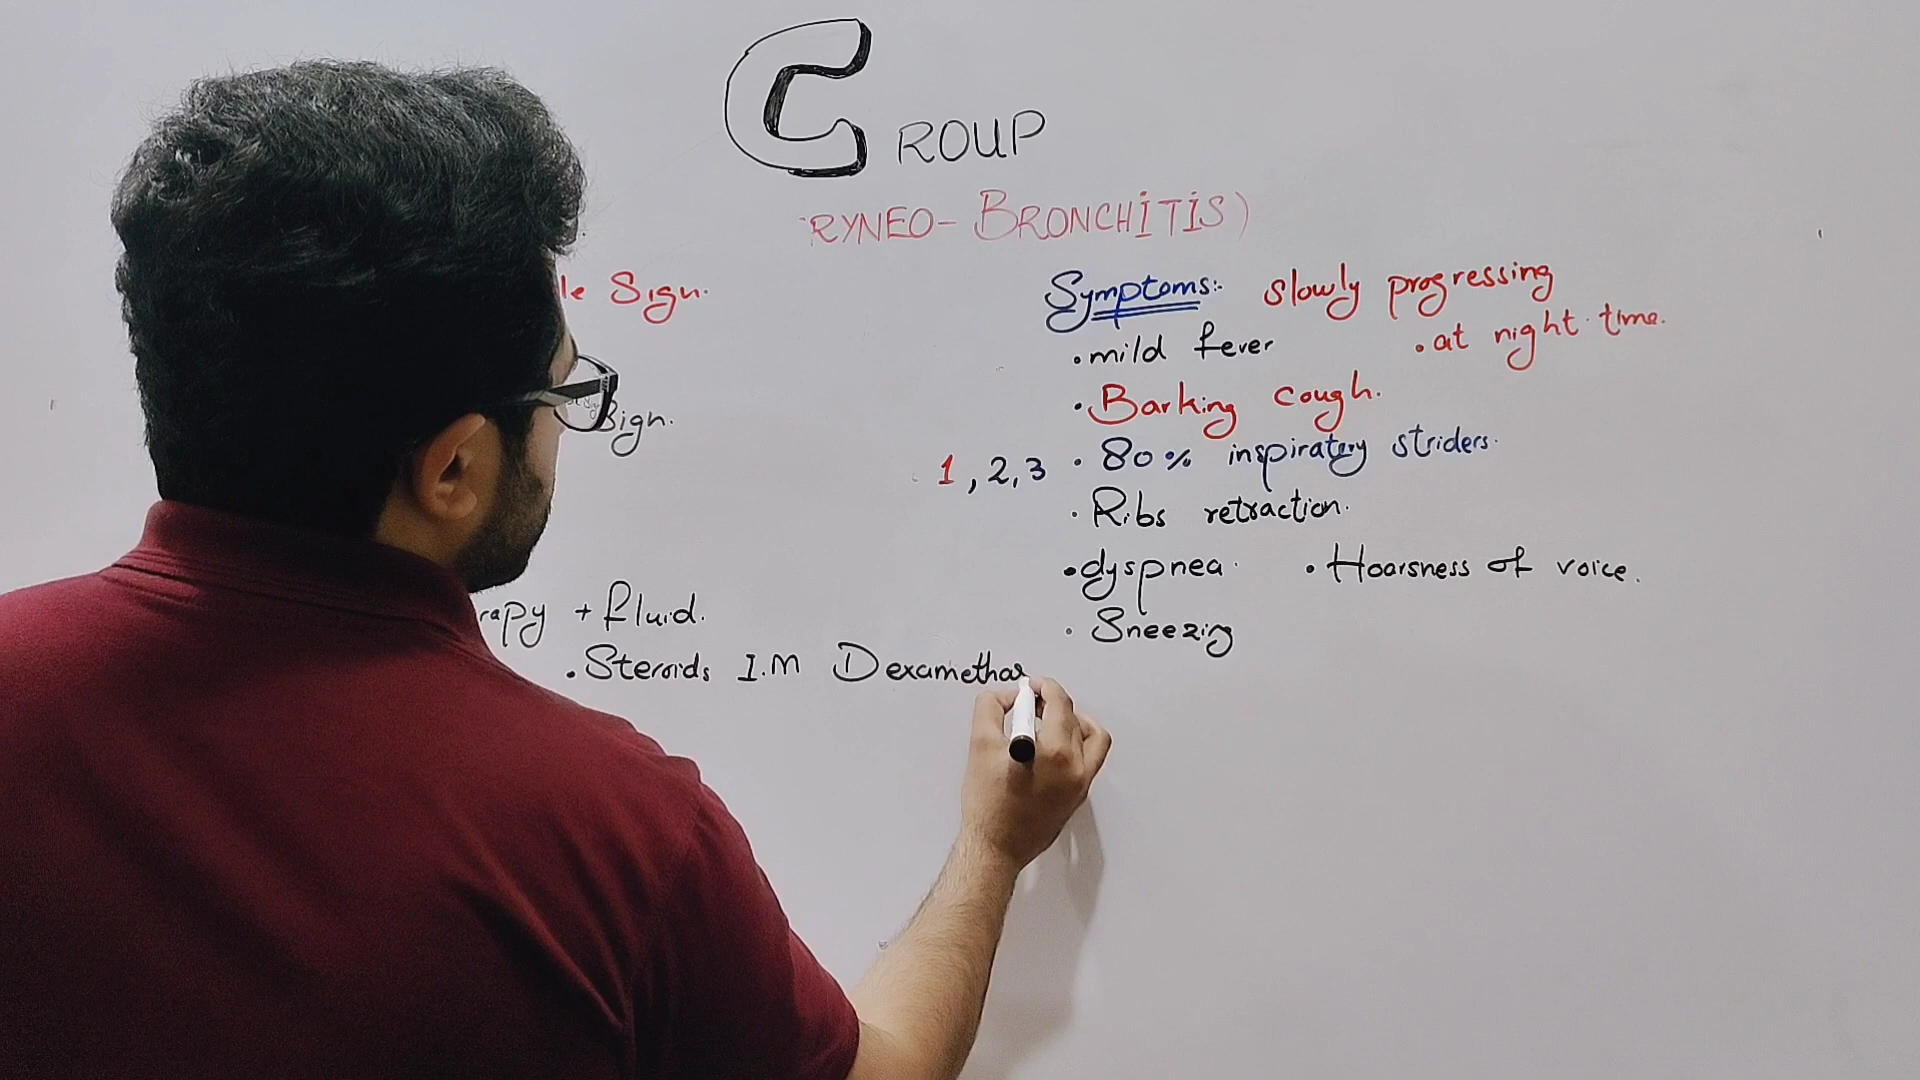 CROUP
RYNEO-BRONCHITIS)
le Sign.
Sign.
rapy + fluid.
• Steroids I.M Dexamethas
Symptoms:- slowly progressing
• mild fever • at night time.
• Barking cough.
1, 2, 3 • 80% inspiratory striders.
• Ribs retraction.
• dyspnea • Hoarsness of voice.
• Sneezing